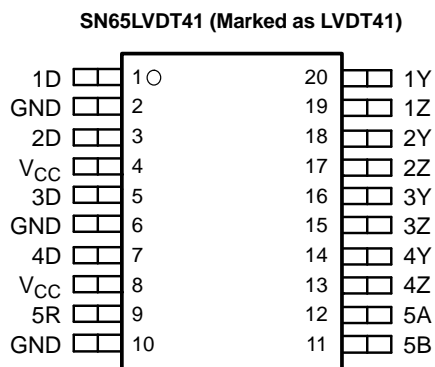 SN65LVDT41 (Marked as LVDT41)
1D 1 20 1Y
GND 2 19 1Z
2D 3 18 2Y
VCC 4 17 2Z
3D 5 16 3Y
GND 6 15 3Z
4D 7 14 4Y
VCC 8 13 4Z
5R 9 12 5A
GND 10 11 5B